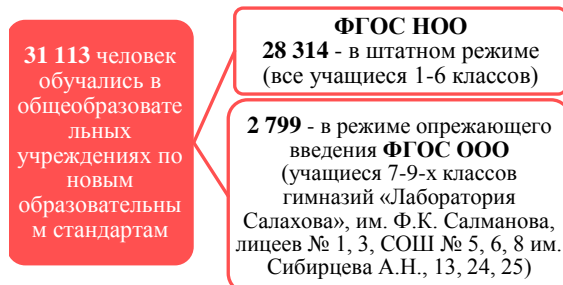 31 113 человек
обучались в
общеобразовате
льных
учреждениях по
новым
образовательны
м стандартам
ФГОС НОО
28 314 - в штатном режиме
(все учащиеся 1-6 классов)
2 799 - в режиме опрежающего
введения ФГОС ООО
(учащиеся 7-9-х классов
гимназий «Лаборатория
Салахова», им. Ф.К. Салманова,
лицеев № 1, 3, СОШ № 5, 6, 8 им.
Сибирцева А.Н., 13, 24, 25)